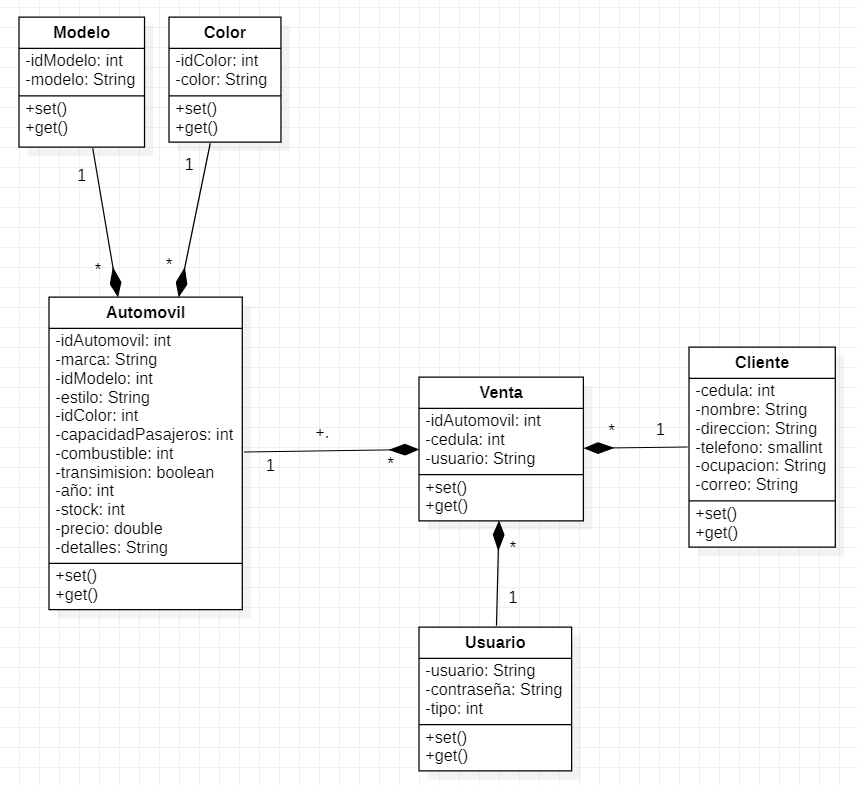 Modelo
-idModelo: int
-modelo: String
+set()
+get()
Color
-idColor: int
-color: String
+set()
+get()
1
1
*
*
Automovil
-idAutomovil: int
-marca: String
-idModelo: int
-estilo: String
-idColor: int
-capacidadPasajeros: int
-combustible: int
-transimision: boolean
-año: int
-stock: int
-precio: double
-detalles: String
+set()
+get()
+.
1
*
Venta
-idAutomovil: int
-cedula: int
-usuario: String
+set()
+get()
*
1
Cliente
-cedula: int
-nombre: String
-direccion: String
-telefono: smallint
-ocupacion: String
-correo: String
+set()
+get()
*
1
Usuario
-usuario: String
-contraseña: String
-tipo: int
+set()
+get()